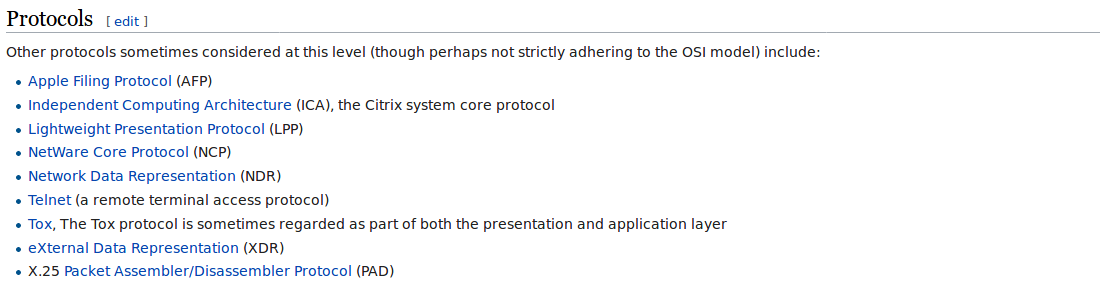 Protocols [ edit ]
Other protocols sometimes considered at this level (though perhaps not strictly adhering to the OSI model) include:
• Apple Filing Protocol (AFP)
• Independent Computing Architecture (ICA), the Citrix system core protocol
• Lightweight Presentation Protocol (LPP)
• NetWare Core Protocol (NCP)
• Network Data Representation (NDR)
• Telnet (a remote terminal access protocol)
• Tox, The Tox protocol is sometimes regarded as part of both the presentation and application layer
• eXternal Data Representation (XDR)
• X.25 Packet Assembler/Disassembler Protocol (PAD)